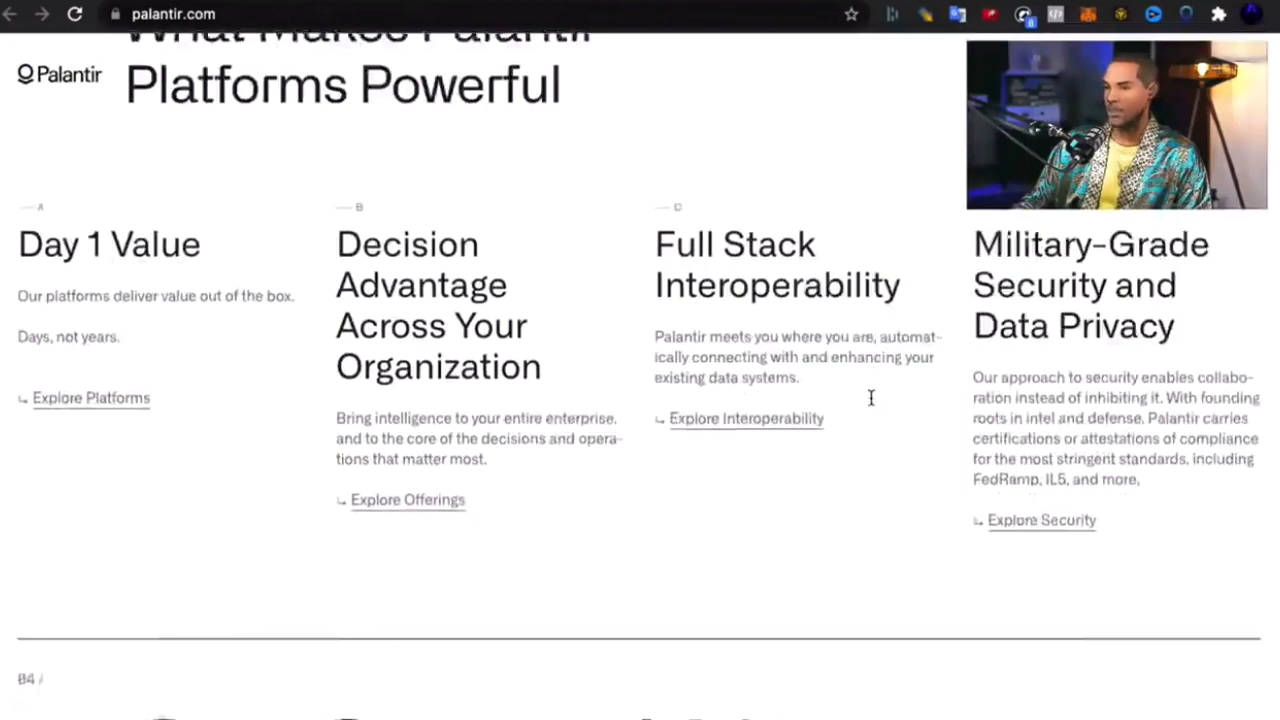 palantir.com
What Makes Palantir
Palantir
Platforms Powerful
A
Day 1 Value
Our platforms deliver value out of the box.
Days, not years.
Explore Platforms
B
Decision
Advantage
Across Your
Organization
Bring intelligence to your entire enterprise,
and to the core of the decisions and opera-
tions that matter most.
Explore Offerings
C
Full Stack
Interoperability
Palantir meets you where you are, automat-
ically connecting with and enhancing your
existing data systems.
Explore Interoperability
Military-Grade
Security and
Data Privacy
Our approach to security enables collabo-
ration instead of inhibiting it. With founding
roots in intel and defense, Palantir carries
certifications or attestations of compliance
for the most stringent standards, including
FedRamp, IL5, and more.
Explore Security
04 /